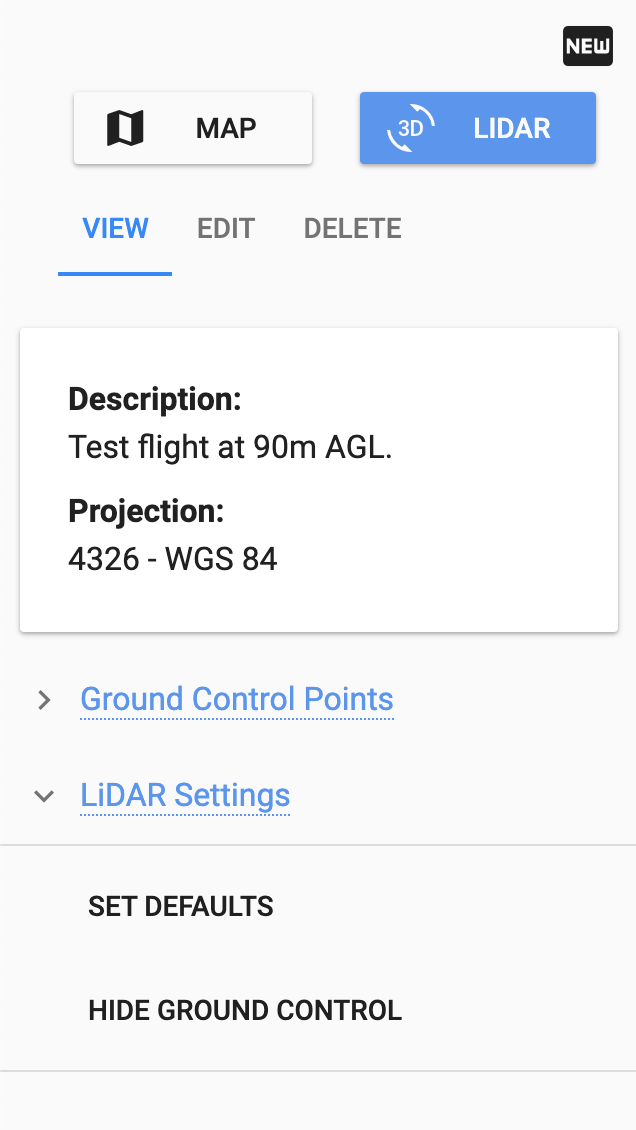 NEW
MAP
3D LIDAR
VIEW EDIT DELETE
Description:
Test flight at 90m AGL.
Projection:
4326 - WGS 84
Ground Control Points
LiDAR Settings
SET DEFAULTS
HIDE GROUND CONTROL